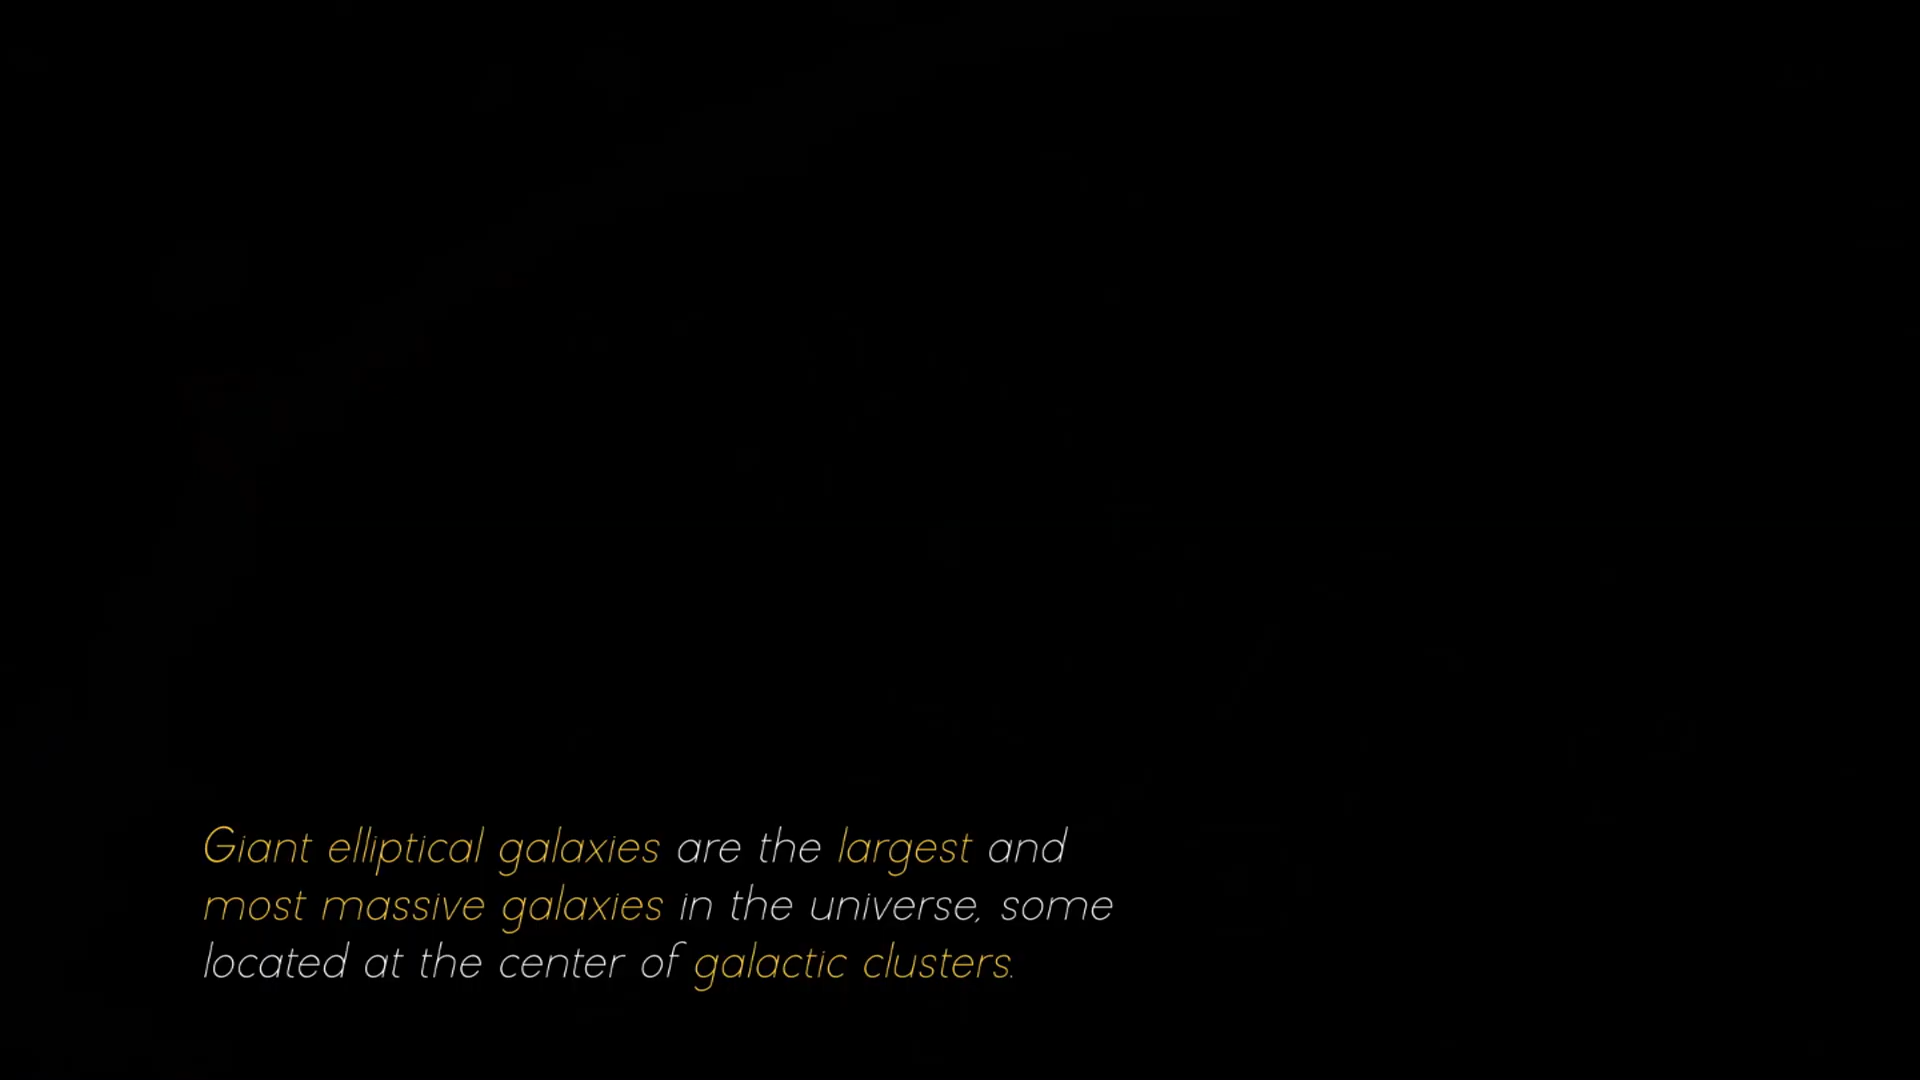 Giant elliptical galaxies are the largest and
most massive galaxies in the universe, some
located at the center of galactic clusters.